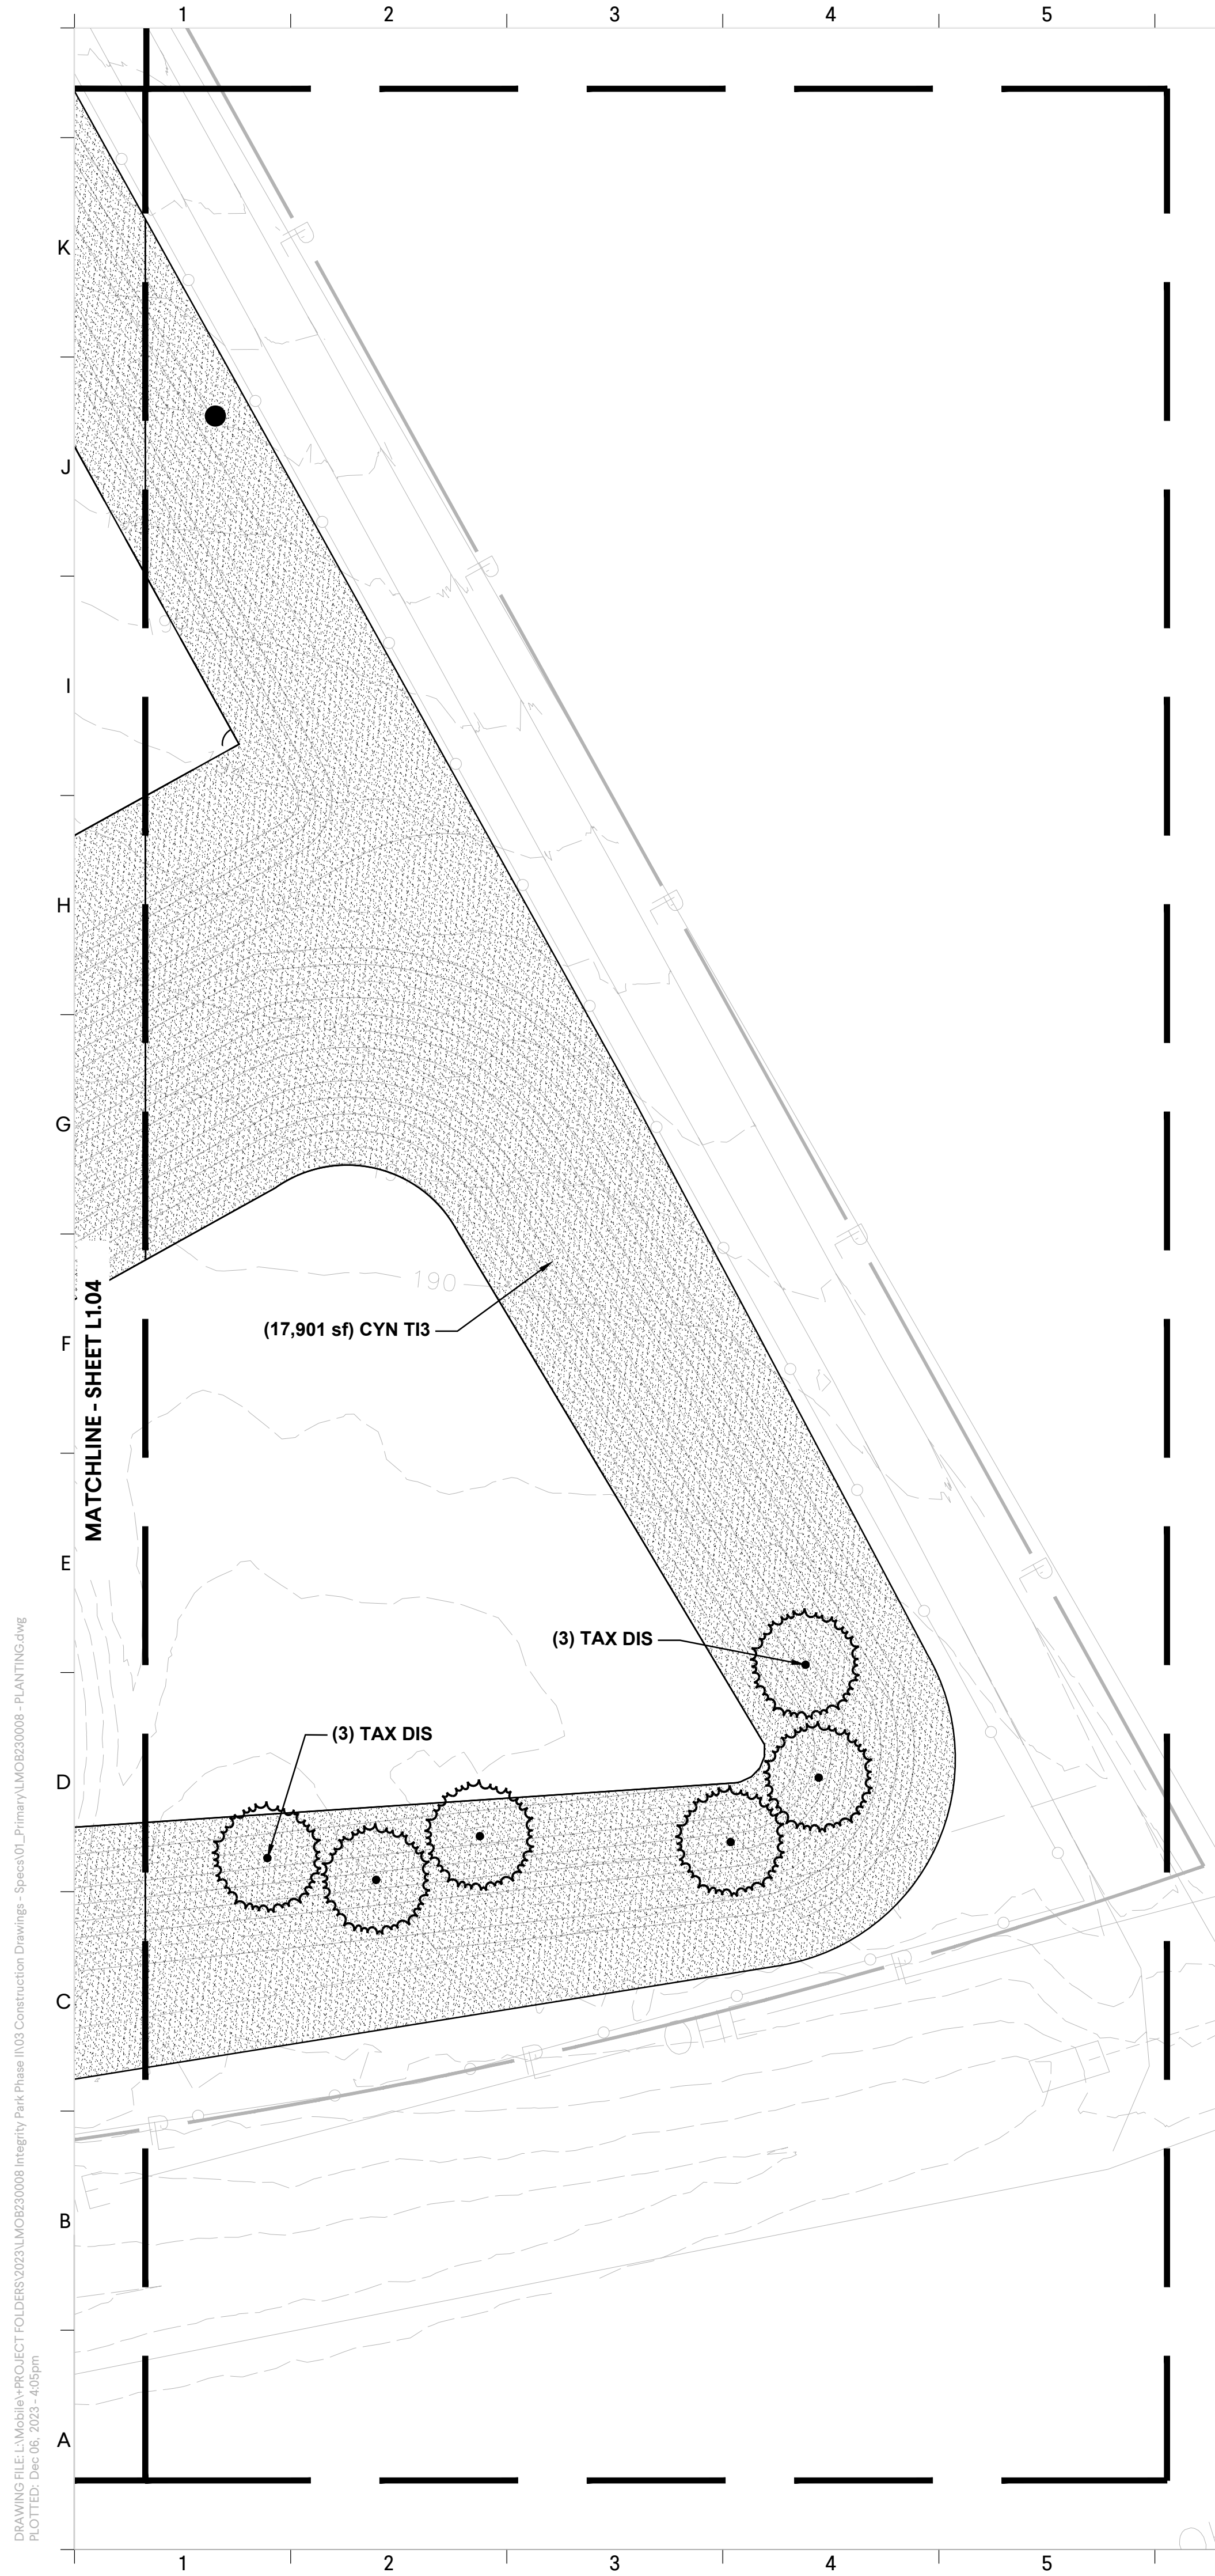 1 2 3 4 5
K
J
I
H
G
F
E
D
C
B
A
P
P
P
P
P
190
(17,901 sf) CYN TI3
MATCHLINE - SHEET L1.04
(3) TAX DIS
(3) TAX DIS
P
P
P
OHL
E
DRAWING FILE: L:\Mobile\+PROJECT FOLDERS\2023\LMOB230008 Integrity Park Phase II\03 Construction Drawings - Specs\01_Primary\LMOB230008 - PLANTING.dwg
PLOTTED: Dec 06, 2023 - 4:05pm
1 2 3 4 5